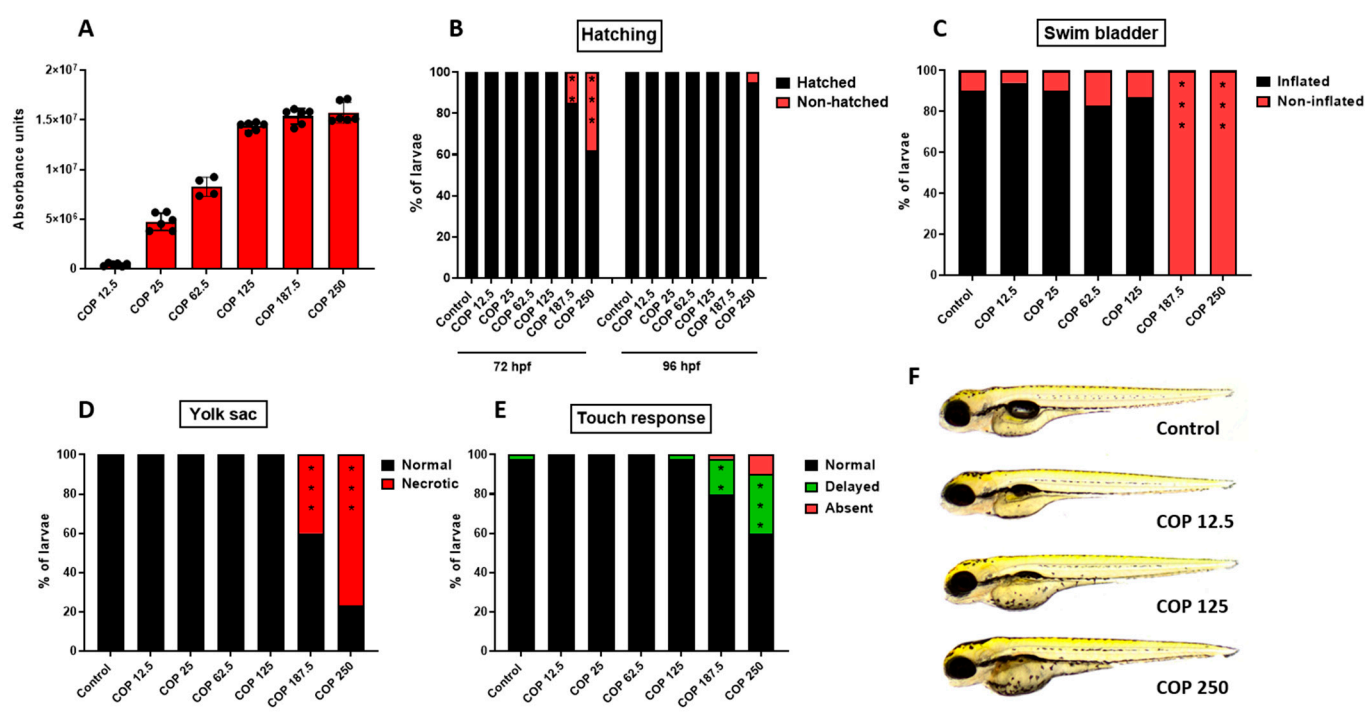 A
Absorbance units
2×10⁷
1.5×10⁷
1×10⁷
5×10⁶
0
COP 12.5
COP 25
COP 62.5
COP 125
COP 187.5
COP 250
B
Hatching
% of larvae
100
80
60
40
20
0
Control
COP 12.5
COP 25
COP 62.5
COP 125
COP 187.5
COP 250
Control
COP 12.5
COP 25
COP 62.5
COP 125
COP 187.5
COP 250
72 hpf
96 hpf
* *
* * *
Hatched
Non-hatched
C
Swim bladder
% of larvae
100
80
60
40
20
0
Control
COP 12.5
COP 25
COP 62.5
COP 125
COP 187.5
COP 250
* * *
* * *
Inflated
Non-inflated
D
Yolk sac
% of larvae
100
80
60
40
20
0
Control
COP 12.5
COP 25
COP 62.5
COP 125
COP 187.5
COP 250
* * *
* * *
Normal
Necrotic
E
Touch response
% of larvae
100
80
60
40
20
0
Control
COP 12.5
COP 25
COP 62.5
COP 125
COP 187.5
COP 250
* *
* * *
Normal
Delayed
Absent
F
Control
COP 12.5
COP 125
COP 250